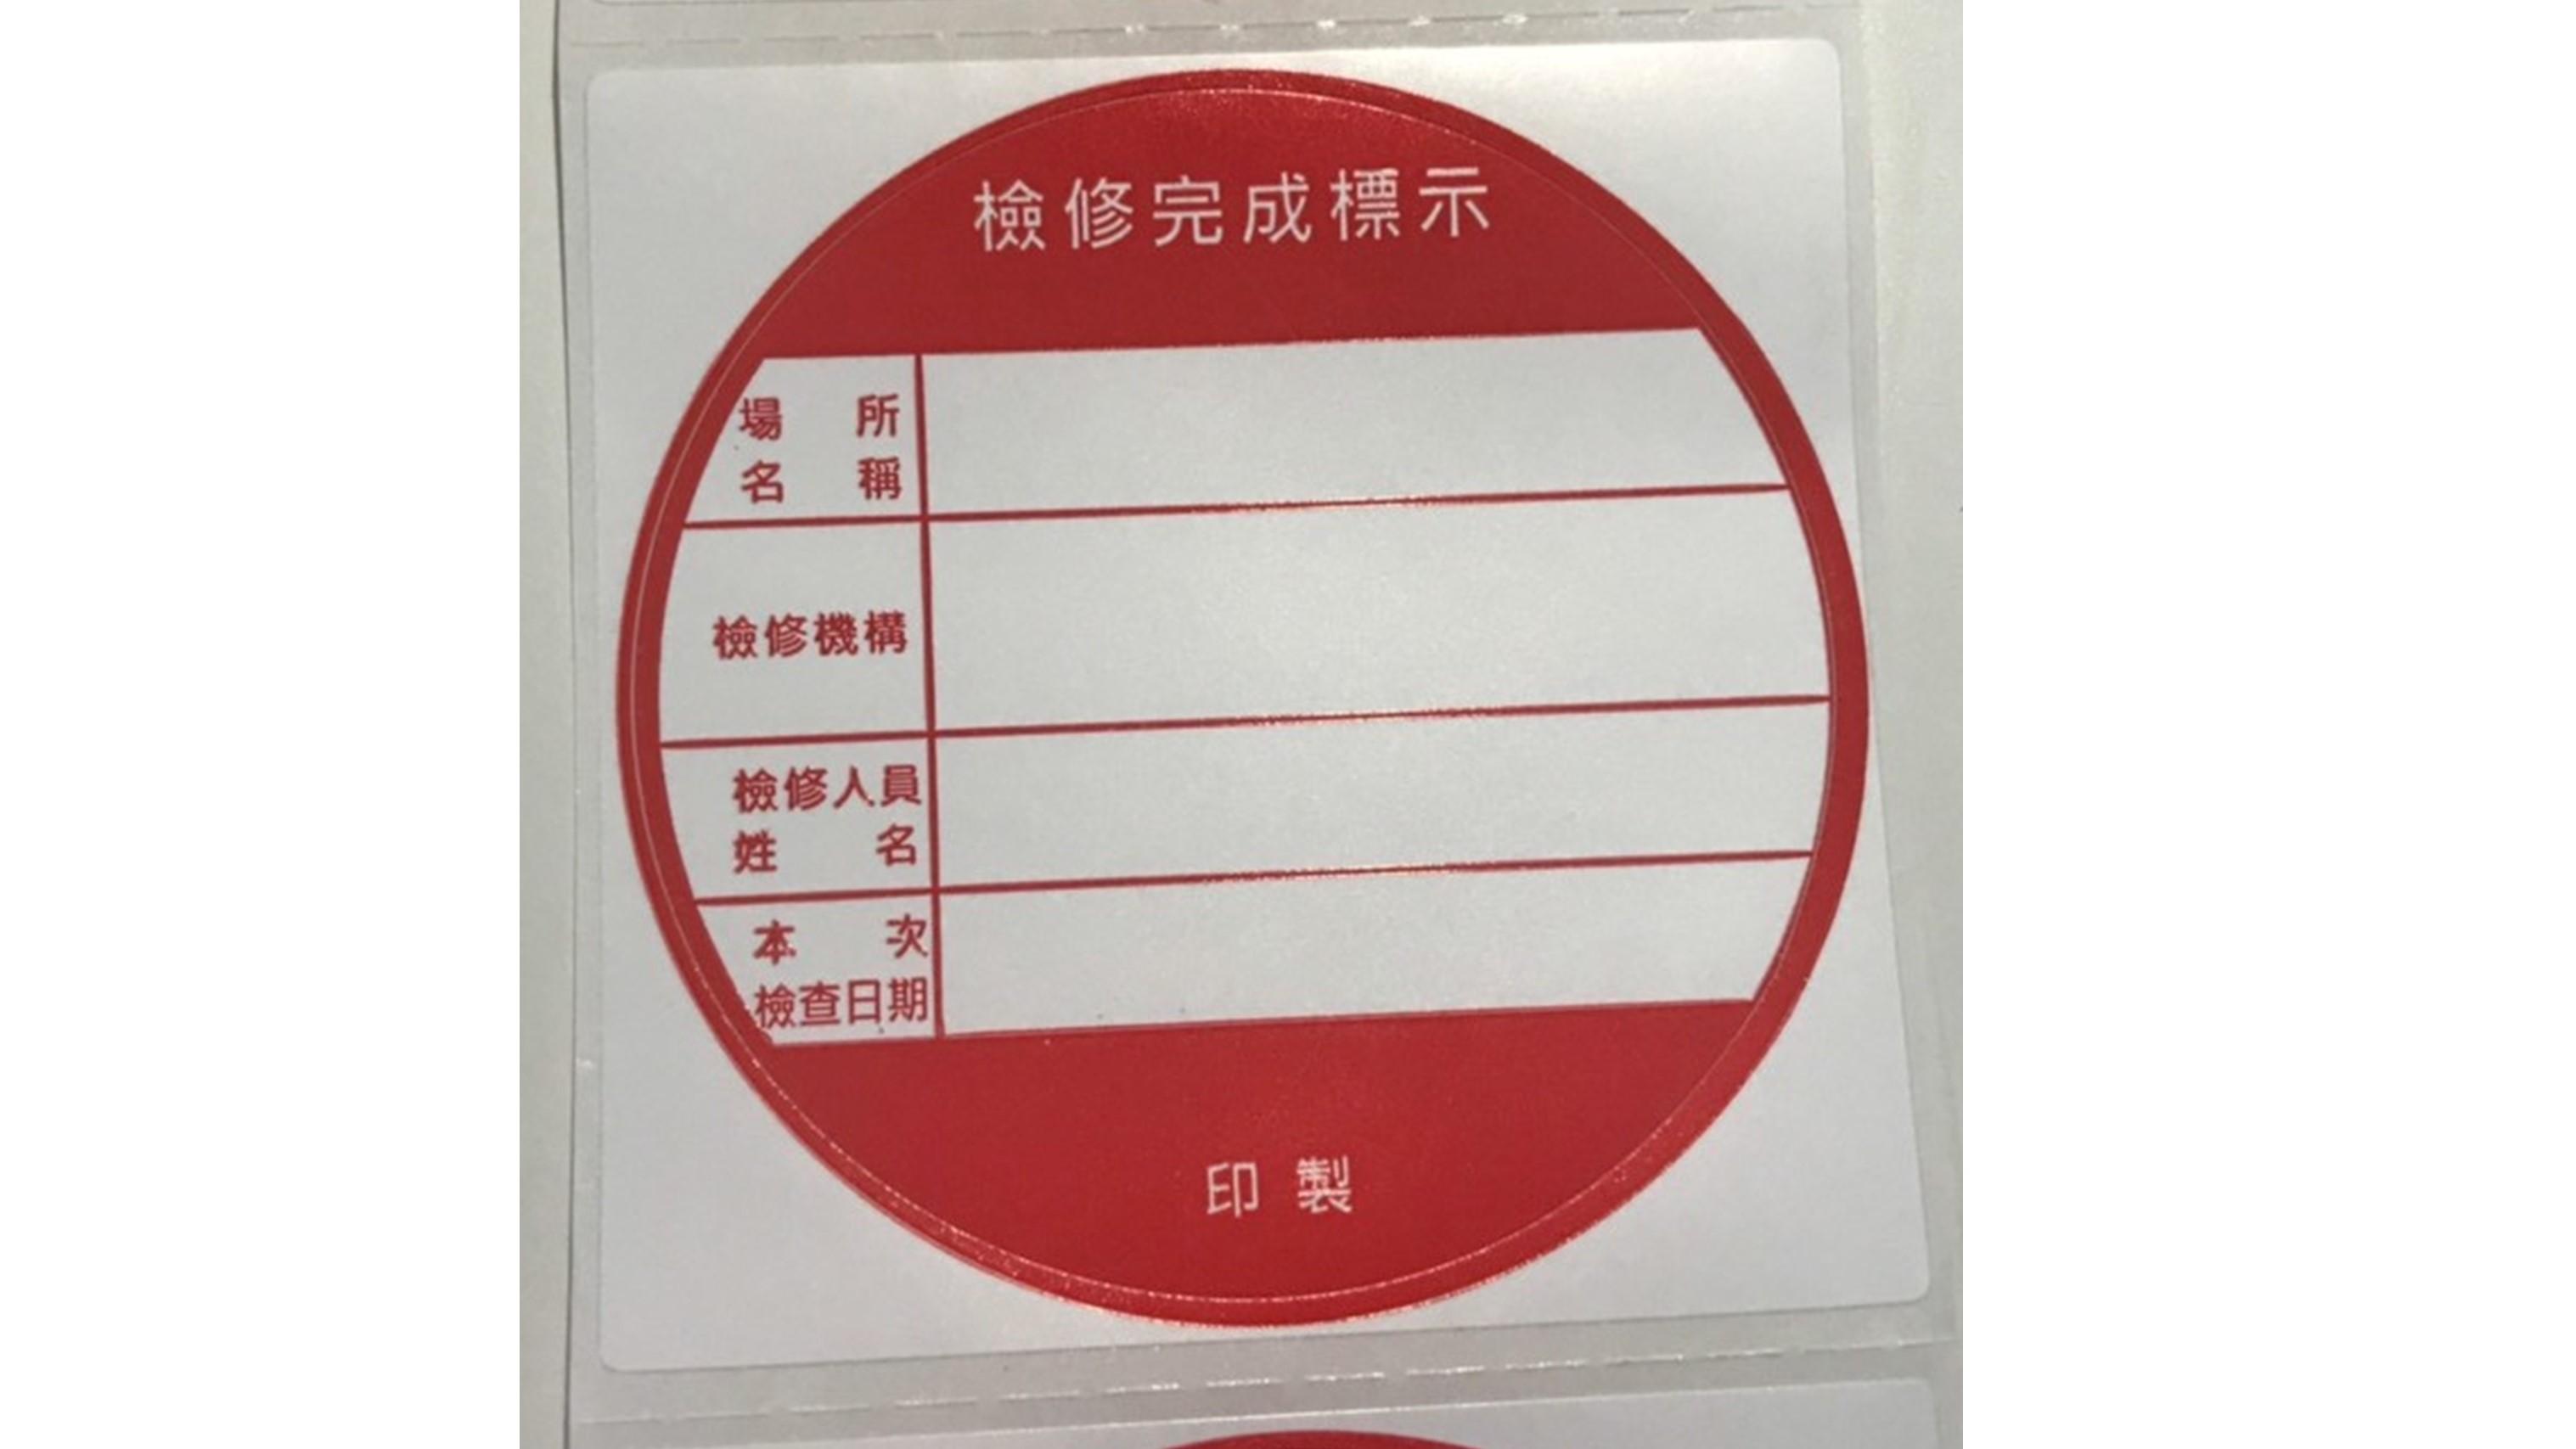 檢修完成標示
場所
名稱
檢修機構
檢修人員
姓名
本次
檢查日期
印製